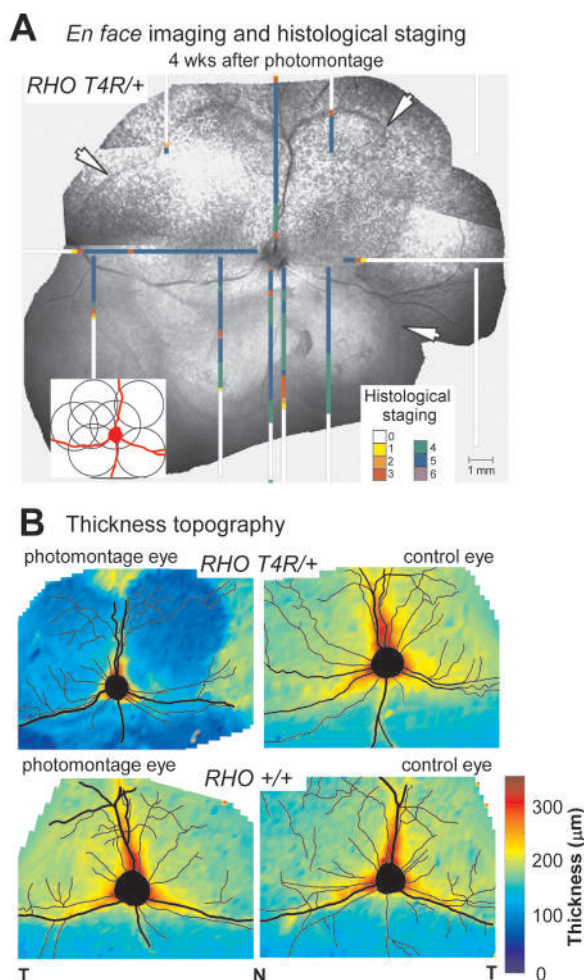 A En face imaging and histological staging
4 wks after photomontage
RHO T4R/+
Histological
staging
0
1
2
3
4
5
6
1 mm
B Thickness topography
photomontage eye
RHO T4R/+
control eye
photomontage eye
RHO +/+
control eye
300
200
100
0
Thickness (μm)
T
N
T